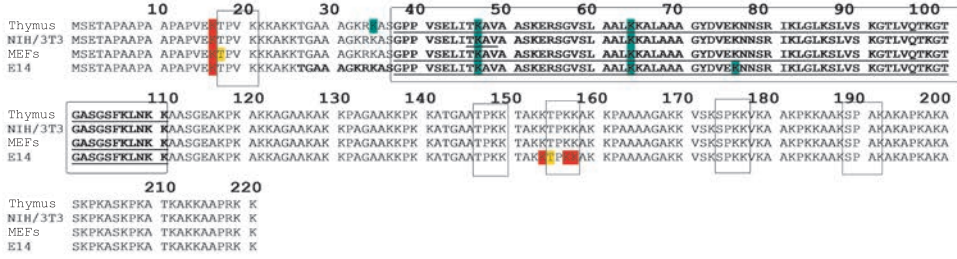 10 20 30 40 50 60 70 80 90 100
Thymus MSETAPAAPA APAPVEKTPV KKKAKKTGAA AGKRKASGPP VSELITKAVA ASKERSGVSL AALKKALAAA GYDVEKNNSR IKLGLKSLVS KGTLVQTKGT
NIH/3T3 MSETAPAAPA APAPVEKTPV KKKAKKTGAA AGKRKASGPP VSELITKAVA ASKERSGVSL AALKKALAAA GYDVEKNNSR IKLGLKSLVS KGTLVQTKGT
MEFs MSETAPAAPA APAPVEKTPV KKKAKKTGAA AGKRKASGPP VSELITKAVA ASKERSGVSL AALKKALAAA GYDVEKNNSR IKLGLKSLVS KGTLVQTKGT
E14 MSETAPAAPA APAPVEKTPV KKKAKKTGAA AGKRKASGPP VSELITKAVA ASKERSGVSL AALKKALAAA GYDVEKNNSR IKLGLKSLVS KGTLVQTKGT
110 120 130 140 150 160 170 180 190 200
Thymus GASGSFKLNK KAASGEAKPK AKKAGAAKAK KPAGAAKKPK KATGAATPKK TAKKTPKKAK KPAAAAGAKK VSKSPKKVKA AKPKKAAKSP AKAKAPKAKA
NIH/3T3 GASGSFKLNK KAASGEAKPK AKKAGAAKAK KPAGAAKKPK KATGAATPKK TAKKTPKKAK KPAAAAGAKK VSKSPKKVKA AKPKKAAKSP AKAKAPKAKA
MEFs GASGSFKLNK KAASGEAKPK AKKAGAAKAK KPAGAAKKPK KATGAATPKK TAKKTPKKAK KPAAAAGAKK VSKSPKKVKA AKPKKAAKSP AKAKAPKAKA
E14 GASGSFKLNK KAASGEAKPK AKKAGAAKAK KPAGAAKKPK KATGAATPKK TAKKTPKKAK KPAAAAGAKK VSKSPKKVKA AKPKKAAKSP AKAKAPKAKA
210 220
Thymus SKPKASKPKA TKAKKAAPRK K
NIH/3T3 SKPKASKPKA TKAKKAAPRK K
MEFs SKPKASKPKA TKAKKAAPRK K
E14 SKPKASKPKA TKAKKAAPRK K